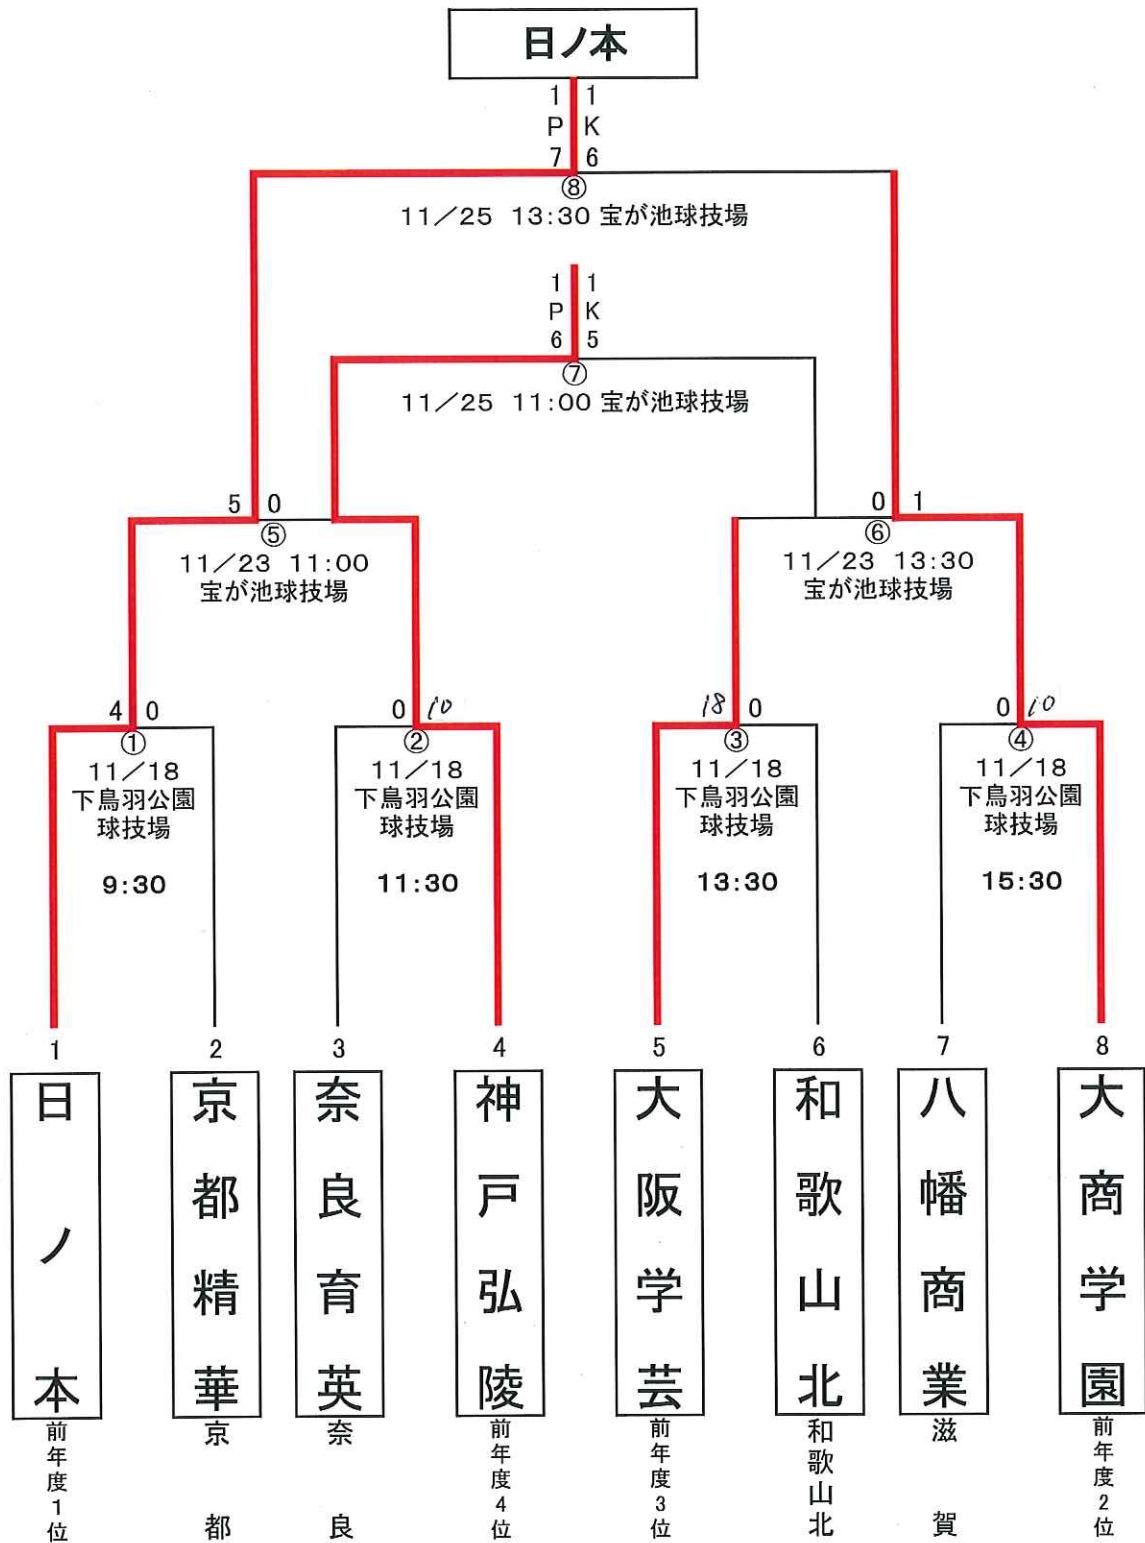 日ノ本
1 1
P K
7 6
⑧
11／25 13:30 宝が池球技場
1 1
P K
6 5
⑦
11／25 11:00 宝が池球技場
5 0
⑤
11／23 11:00
宝が池球技場
0 1
⑥
11／23 13:30
宝が池球技場
4 0
①
11／18
下鳥羽公園
球技場
9:30
0 10
②
11／18
下鳥羽公園
球技場
11:30
18 0
③
11／18
下鳥羽公園
球技場
13:30
0 10
④
11／18
下鳥羽公園
球技場
15:30
1
日ノ本
前年度1位
2
京都精華
京都
3
奈良育英
奈良
4
神戸弘陵
前年度4位
5
大阪学芸
前年度3位
6
和歌山北
和歌山北
7
八幡商業
滋賀
8
大商学園
前年度2位